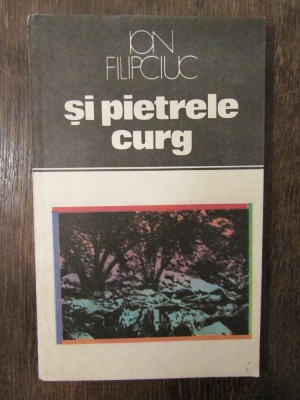 ION
FILIPCIUC
și pietrele
curg